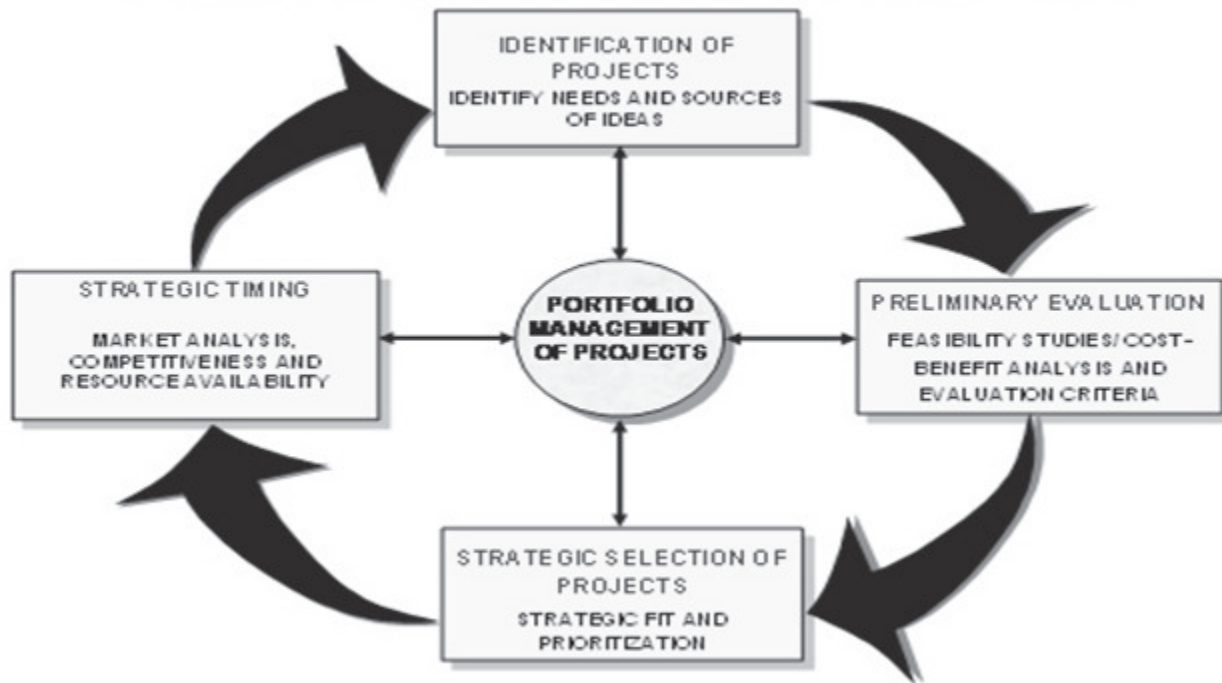 IDENTIFICATION OF
PROJECTS
IDENTIFY NEEDS AND SOURCES
OF IDEAS
STRATEGIC TIMING
MARKET ANALYSIS,
COMPETITIVENESS AND
RESOURCE AVAILABILITY
PORTFOLIO
MANAGEMENT
OF PROJECTS
PRELIMINARY EVALUATION
FEASIBILITY STUDIES/COST-
BENEFIT ANALYSIS AND
EVALUATION CRITERIA
STRATEGIC SELECTION OF
PROJECTS
STRATEGIC FIT AND
PRIORITIZATION